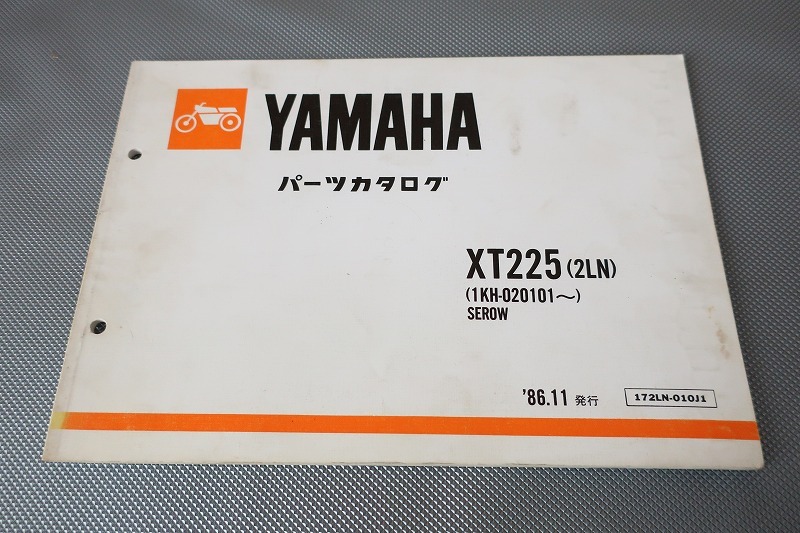 YAMAHA
パーツカタログ
XT225 (2LN)
(1KH-020101〜)
SEROW
'86.11 発行
172LN-010J1